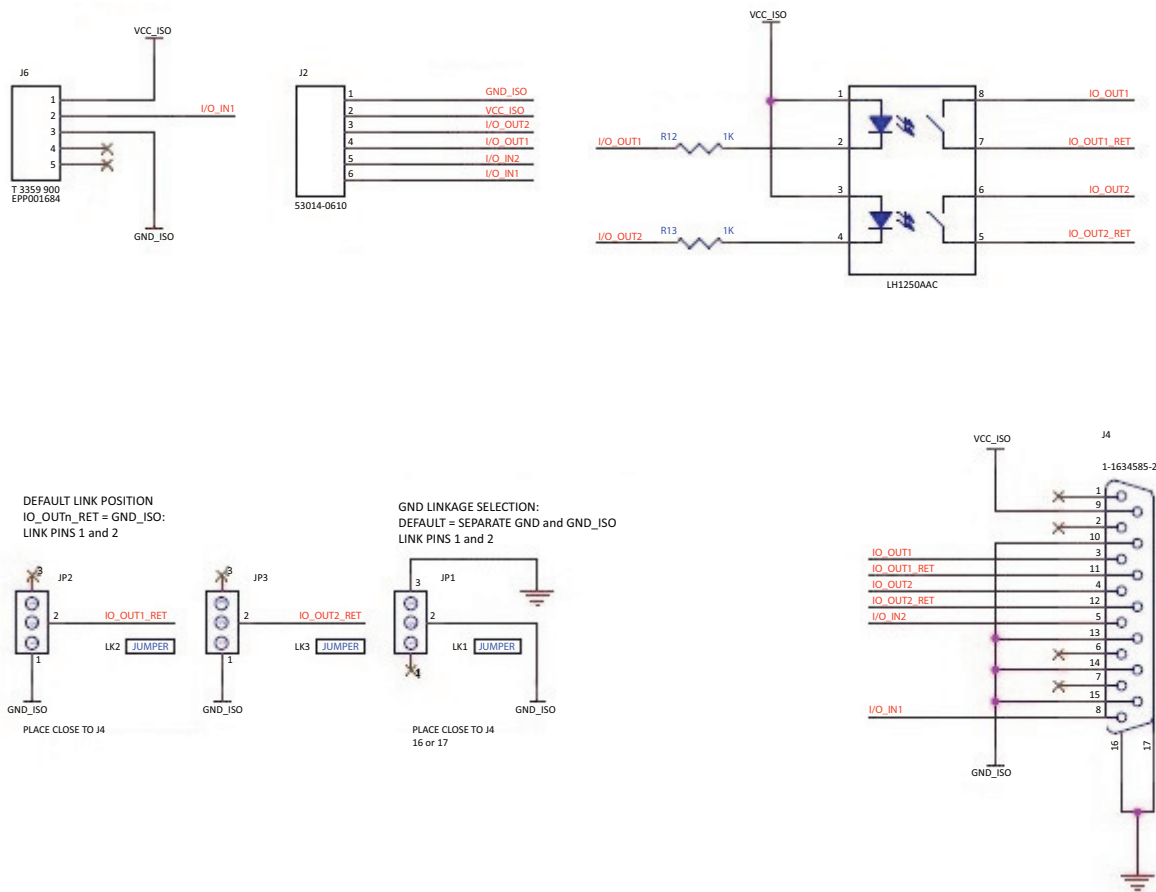 VCC_ISO
J6
1
2
3
4
5
I/O_IN1
T 3359 900
EPP001684
GND_ISO
J2
1
2
3
4
5
6
GND_ISO
VCC_ISO
I/O_OUT2
I/O_OUT1
I/O_IN2
I/O_IN1
53014-0610
VCC_ISO
I/O_OUT1
R12
1K
I/O_OUT2
R13
1K
1
2
3
4
8
7
6
5
IO_OUT1
IO_OUT1_RET
IO_OUT2
IO_OUT2_RET
LH1250AAC
DEFAULT LINK POSITION
IO_OUTn_RET = GND_ISO:
LINK PINS 1 and 2
3
JP2
2
IO_OUT1_RET
LK2 JUMPER
1
GND_ISO
PLACE CLOSE TO J4
3
JP3
2
IO_OUT2_RET
LK3 JUMPER
1
GND_ISO
GND LINKAGE SELECTION:
DEFAULT = SEPARATE GND and GND_ISO
LINK PINS 1 and 2
3
JP1
2
LK1 JUMPER
GND_ISO
PLACE CLOSE TO J4
16 or 17
VCC_ISO
J4
1-1634585-2
1
9
2
10
IO_OUT1
3
IO_OUT1_RET
11
IO_OUT2
4
IO_OUT2_RET
12
I/O_IN2
5
13
6
14
7
15
I/O_IN1
8
16
17
GND_ISO